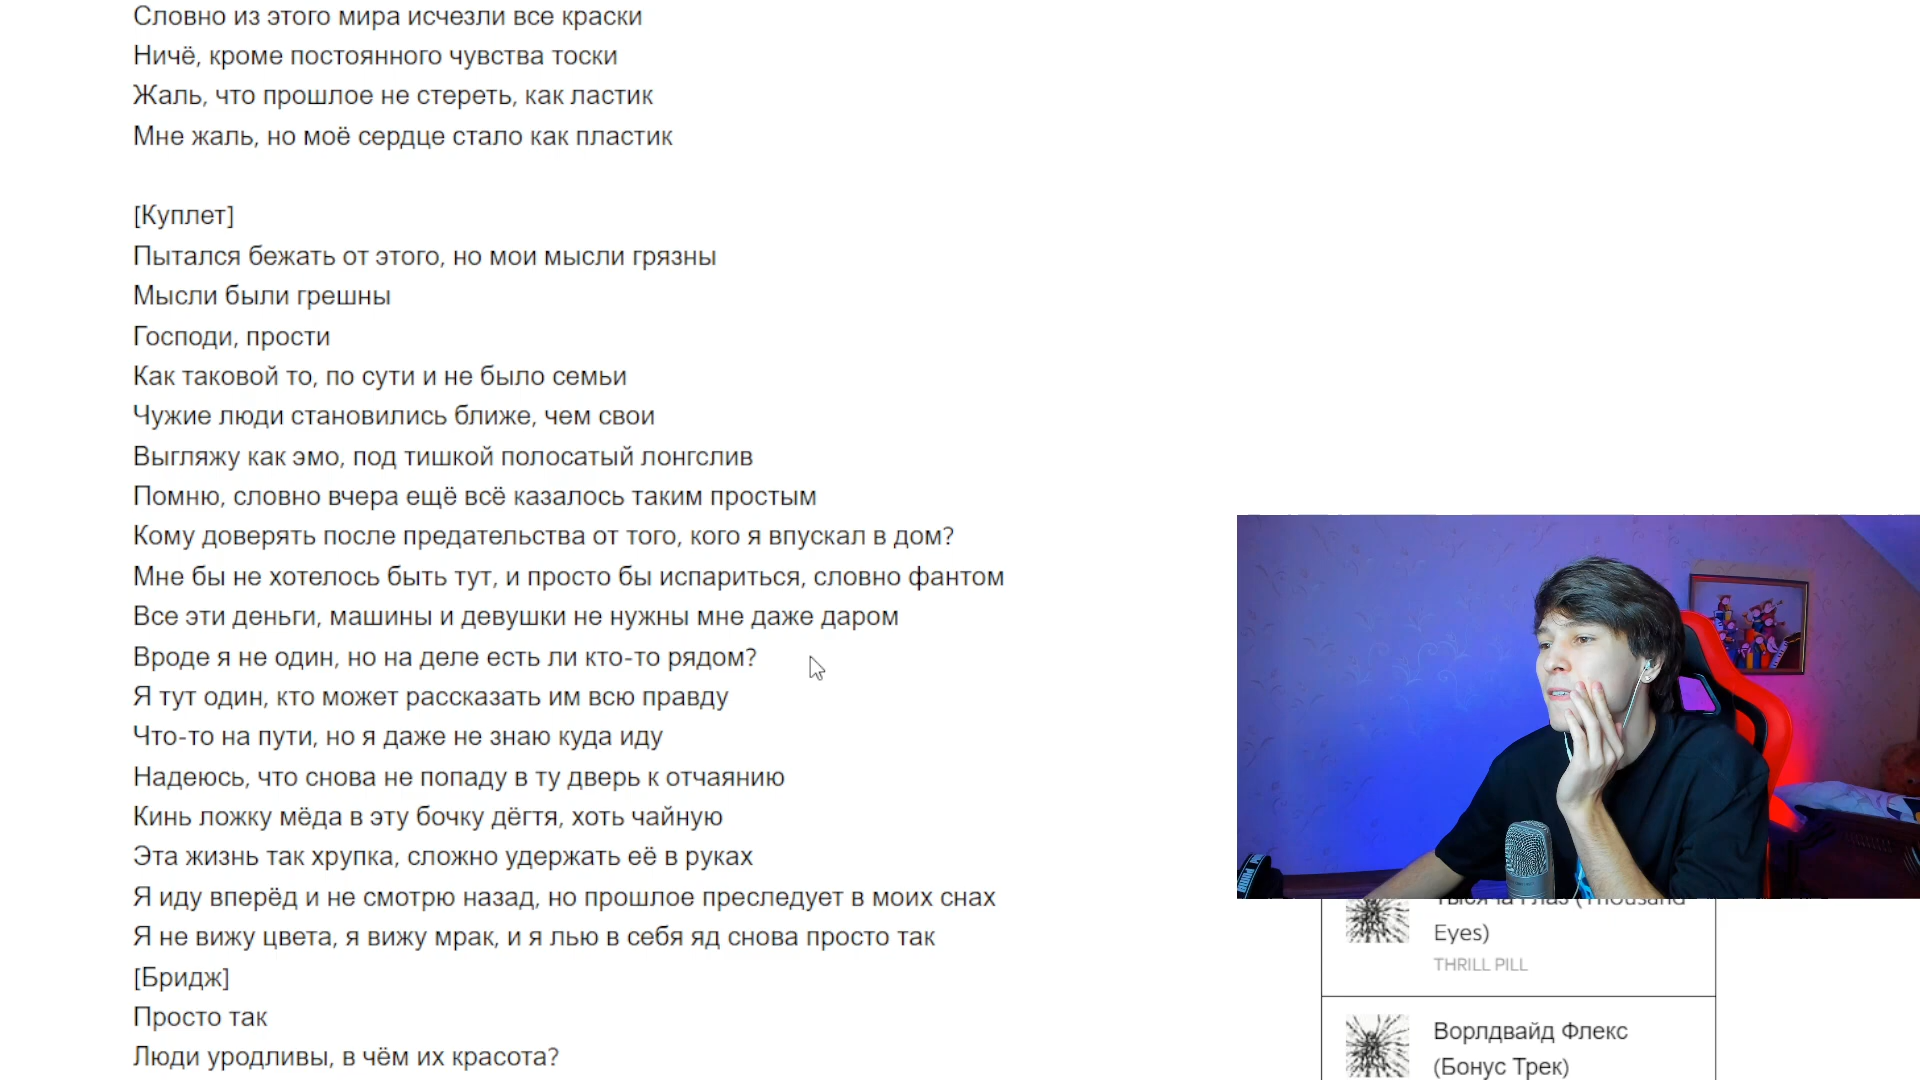 Словно из этого мира исчезли все краски
Ничё, кроме постоянного чувства тоски
Жаль, что прошлое не стереть, как ластик
Мне жаль, но моё сердце стало как пластик
[Куплет]
Пытался бежать от этого, но мои мысли грязны
Мысли были грешны
Господи, прости
Как таковой то, по сути и не было семьи
Чужие люди становились ближе, чем свои
Выгляжу как эмо, под тишкой полосатый лонгслив
Помню, словно вчера ещё всё казалось таким простым
Кому доверять после предательства от того, кого я впускал в дом?
Мне бы не хотелось быть тут, и просто бы испариться, словно фантом
Все эти деньги, машины и девушки не нужны мне даже даром
Вроде я не один, но на деле есть ли кто-то рядом?
Я тут один, кто может рассказать им всю правду
Что-то на пути, но я даже не знаю куда иду
Надеюсь, что снова не попаду в ту дверь к отчаянию
Кинь ложку мёда в эту бочку дёгтя, хоть чайную
Эта жизнь так хрупка, сложно удержать её в руках
Я иду вперёд и не смотрю назад, но прошлое преследует в моих снах
Я не вижу цвета, я вижу мрак, и я лью в себя яд снова просто так
[Бридж]
Просто так
Люди уродливы, в чём их красота?
Тысяча Глаз (Thousand
Eyes)
THRILL PILL
Ворлдвайд Флекс
(Бонус Трек)